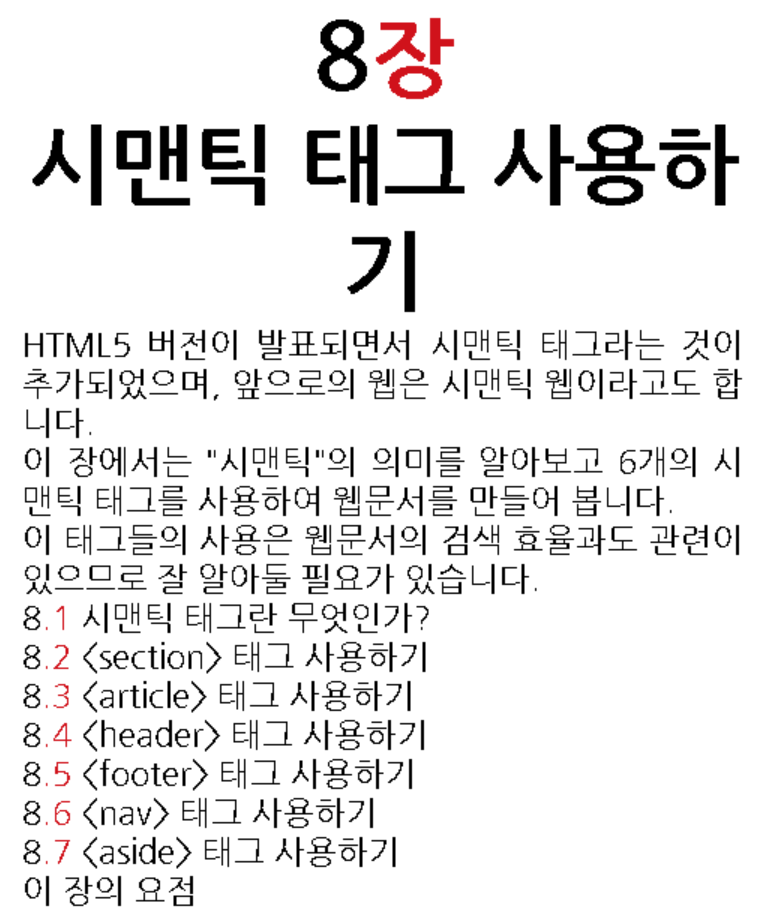 8장
시맨틱 태그 사용하
기
HTML5 버전이 발표되면서 시맨틱 태그라는 것이
추가되었으며, 앞으로의 웹은 시맨틱 웹이라고도 합
니다.
이 장에서는 "시맨틱"의 의미를 알아보고 6개의 시
맨틱 태그를 사용하여 웹문서를 만들어 봅니다.
이 태그들의 사용은 웹문서의 검색 효율과도 관련이
있으므로 잘 알아둘 필요가 있습니다.
8.1 시맨틱 태그란 무엇인가?
8.2 〈section〉 태그 사용하기
8.3 〈article〉 태그 사용하기
8.4 〈header〉 태그 사용하기
8.5 〈footer〉 태그 사용하기
8.6 〈nav〉 태그 사용하기
8.7 〈aside〉 태그 사용하기
이 장의 요점